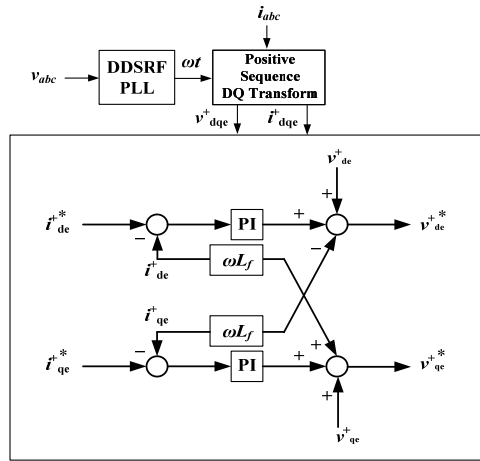 i_abc
v_abc
DDSRF
PLL
ωt
Positive
Sequence
DQ Transform
v⁺_dqe
i⁺_dqe
v⁺_de
+
i⁺*_de
−
PI
+
v⁺*_de
i⁺_de
ωL_f
−
i⁺_qe
ωL_f
+
i⁺*_qe
−
PI
+
v⁺*_qe
+
v⁺_qe